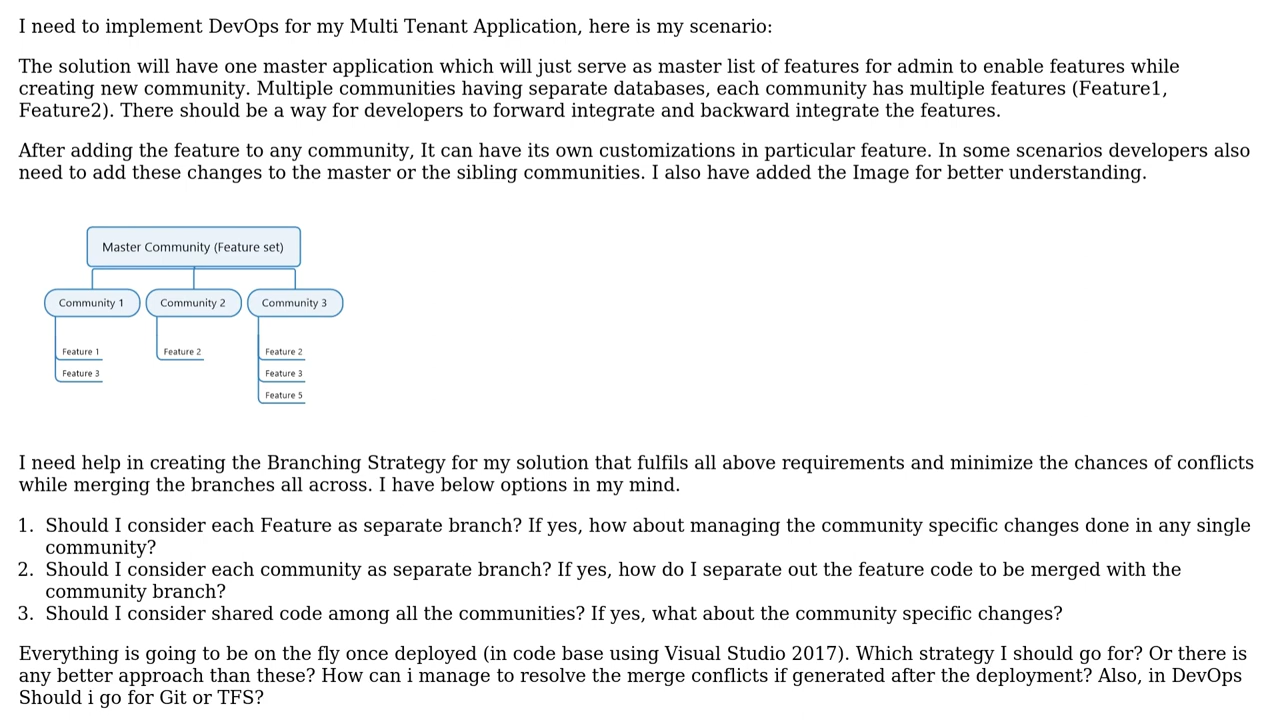 I need to implement DevOps for my Multi Tenant Application, here is my scenario:
The solution will have one master application which will just serve as master list of features for admin to enable features while
creating new community. Multiple communities having separate databases, each community has multiple features (Feature1,
Feature2). There should be a way for developers to forward integrate and backward integrate the features.
After adding the feature to any community, It can have its own customizations in particular feature. In some scenarios developers also
need to add these changes to the master or the sibling communities. I also have added the Image for better understanding.
Master Community (Feature set)
Community 1 Community 2 Community 3
Feature 1 Feature 2 Feature 2
Feature 3 Feature 3
Feature 5
I need help in creating the Branching Strategy for my solution that fulfils all above requirements and minimize the chances of conflicts
while merging the branches all across. I have below options in my mind.
1. Should I consider each Feature as separate branch? If yes, how about managing the community specific changes done in any single
community?
2. Should I consider each community as separate branch? If yes, how do I separate out the feature code to be merged with the
community branch?
3. Should I consider shared code among all the communities? If yes, what about the community specific changes?
Everything is going to be on the fly once deployed (in code base using Visual Studio 2017). Which strategy I should go for? Or there is
any better approach than these? How can i manage to resolve the merge conflicts if generated after the deployment? Also, in DevOps
Should i go for Git or TFS?